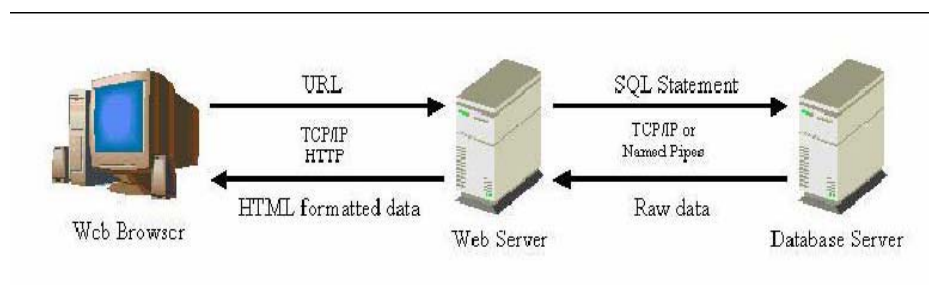 URL
TCP/IP
HTTP
HTML formatted data
Web Browser
SQL Statement
TCP/IP or
Named Pipes
Raw data
Web Server
Database Server